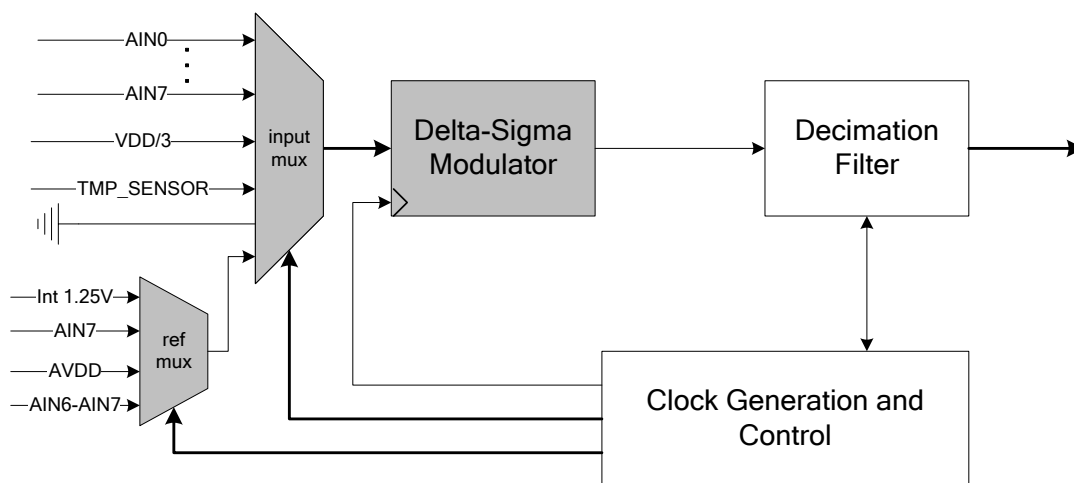 AIN0
AIN7
VDD/3
TMP_SENSOR
input
mux
Delta-Sigma
Modulator
Decimation
Filter
Int 1.25V
AIN7
AVDD
AIN6-AIN7
ref
mux
Clock Generation and
Control